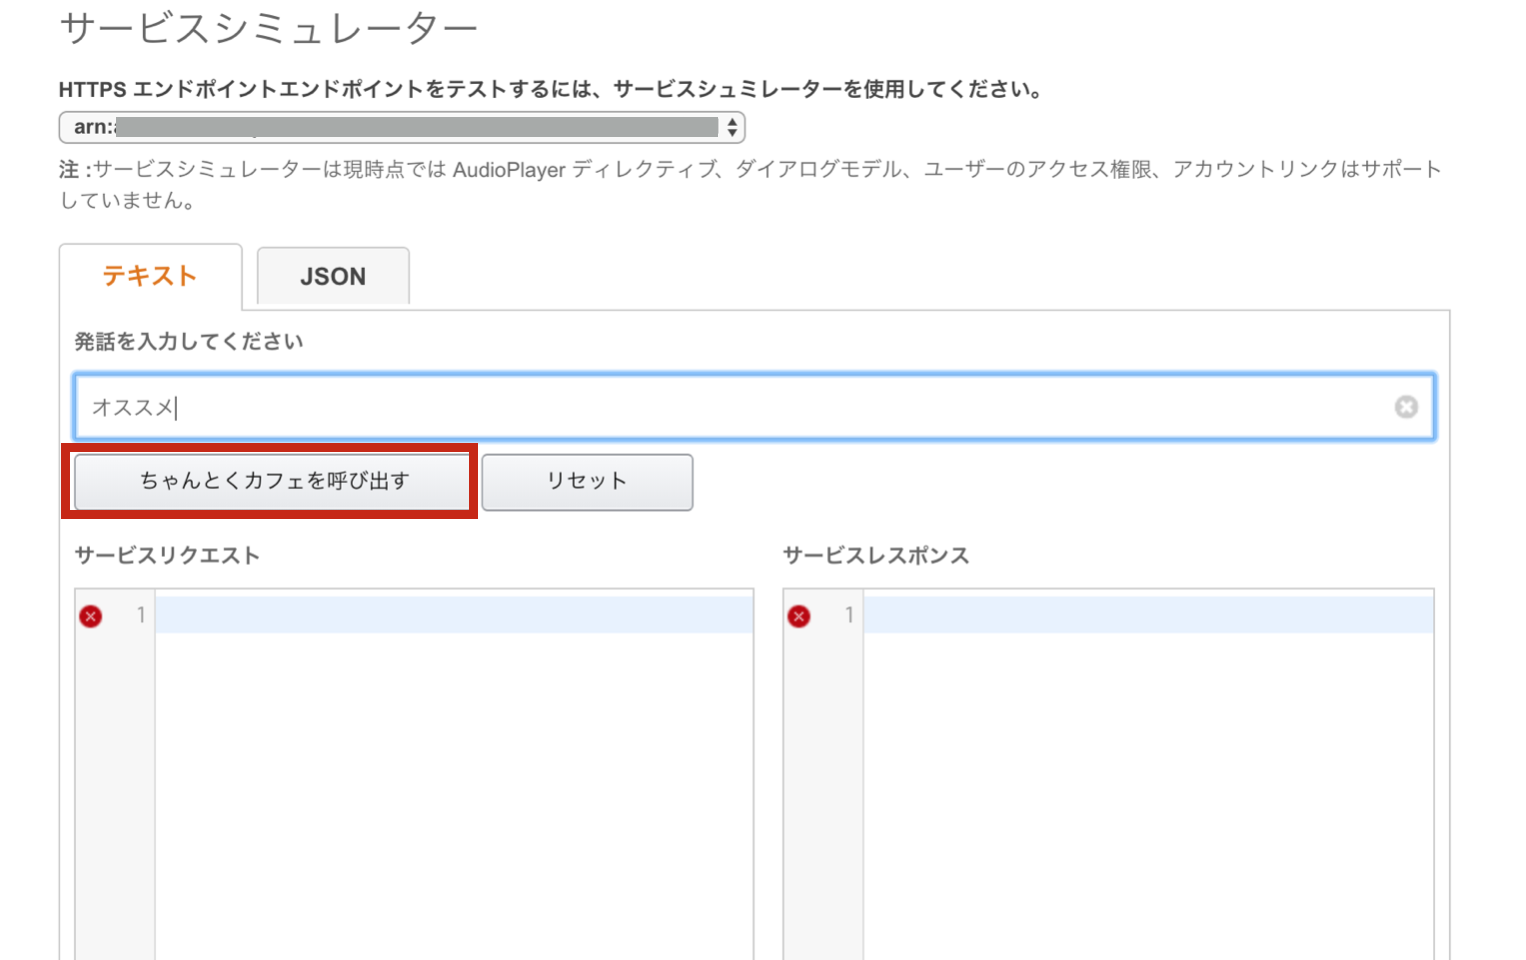 サービスシミュレーター
HTTPS エンドポイントエンドポイントをテストするには、サービスシュミレーターを使用してください。
arn:
注 :サービスシミュレーターは現時点では AudioPlayer ディレクティブ、ダイアログモデル、ユーザーのアクセス権限、アカウントリンクはサポート
していません。
テキスト JSON
発話を入力してください
オススメ
ちゃんとくカフェを呼び出す リセット
サービスリクエスト サービスレスポンス
1 1